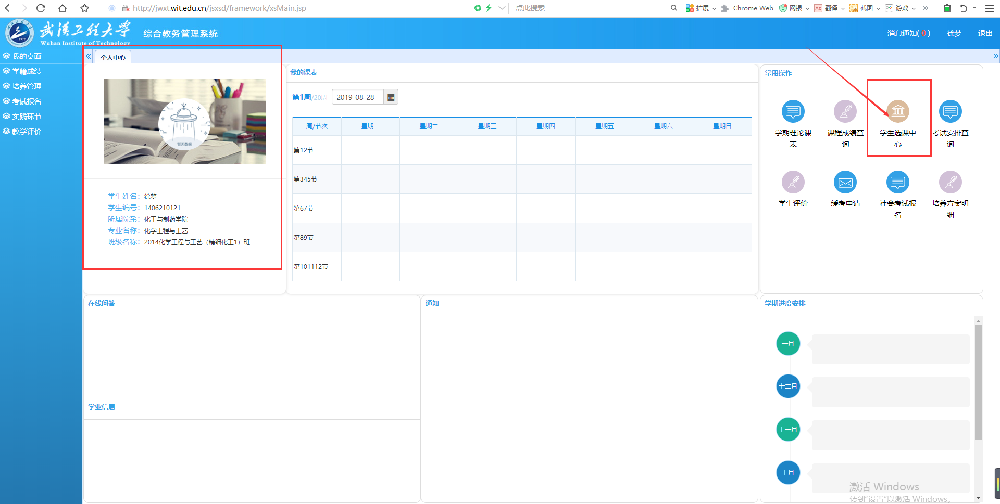 http://jwxt.wit.edu.cn/jsxsd/framework/xsMain.jsp
点此搜索
扩展
Chrome Web
网银
Aa
翻译
截图
游戏
武汉工程大学
Wuhan Institute of Technology
1972
综合教务管理系统
消息通知( 0 )
徐梦
退出
我的桌面
学籍成绩
培养管理
考试报名
实践环节
教学评价
个人中心
暂无数据
学生姓名：徐梦
学生编号：1406210121
所属院系：化工与制药学院
专业名称：化学工程与工艺
班级名称：2014化学工程与工艺（精细化工1）班
我的课表
第1周/20周
2019-08-28
周/节次 星期一 星期二 星期三 星期四 星期五 星期六 星期日
第12节
第345节
第67节
第89节
第101112节
常用操作
学期理论课
表
课程成绩查
询
学生选课中
心
考试安排查
询
学生评价
缓考申请
社会考试报
名
培养方案明
细
在线问答
学业信息
通知
学期进度安排
一月
十二月
十一月
十月
激活 Windows
转到“设置”以激活 Windows。